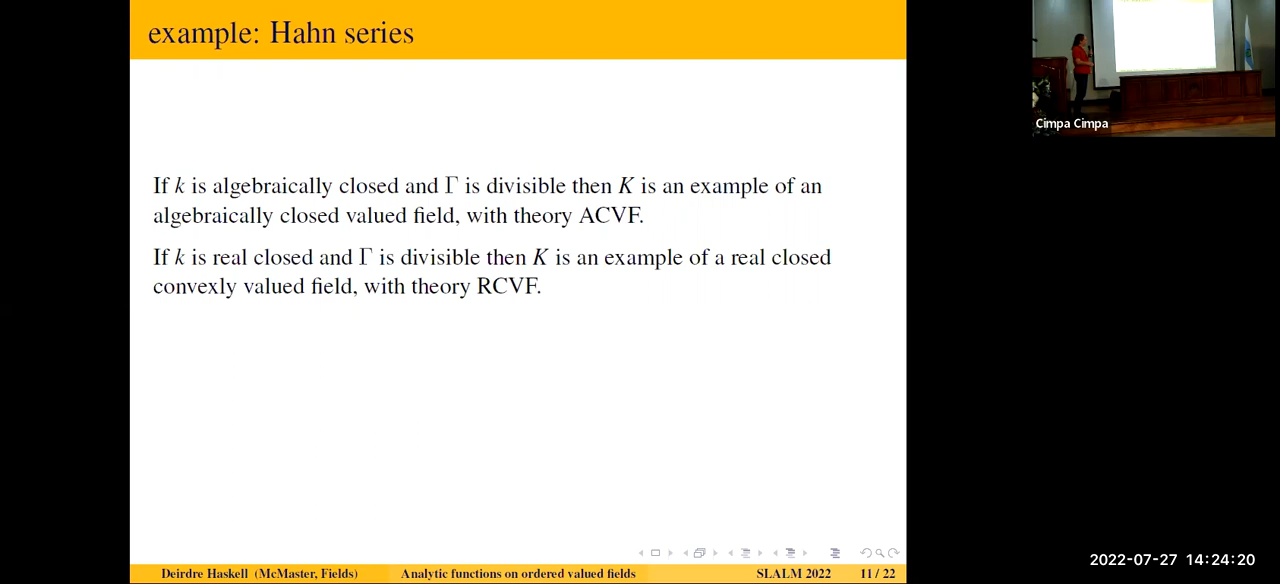 example: Hahn series
Cimpa Cimpa
If k is algebraically closed and Γ is divisible then K is an example of an
algebraically closed valued field, with theory ACVF.
If k is real closed and Γ is divisible then K is an example of a real closed
convexly valued field, with theory RCVF.
2022-07-27 14:24:20
Deirdre Haskell (McMaster, Fields) Analytic functions on ordered valued fields SLALM 2022 11 / 22